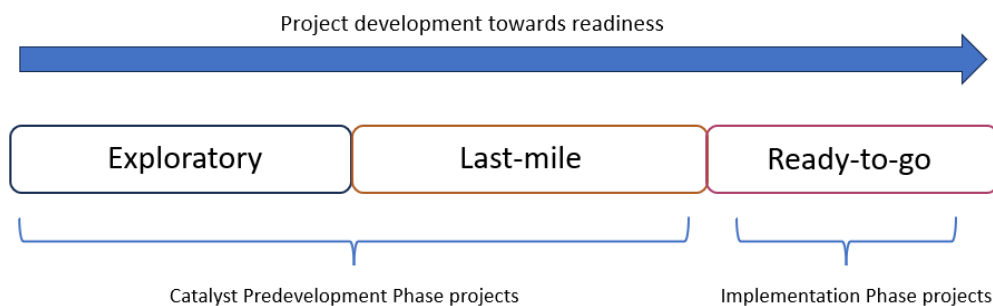 Project development towards readiness
Exploratory
Last-mile
Ready-to-go
Catalyst Predevelopment Phase projects
Implementation Phase projects